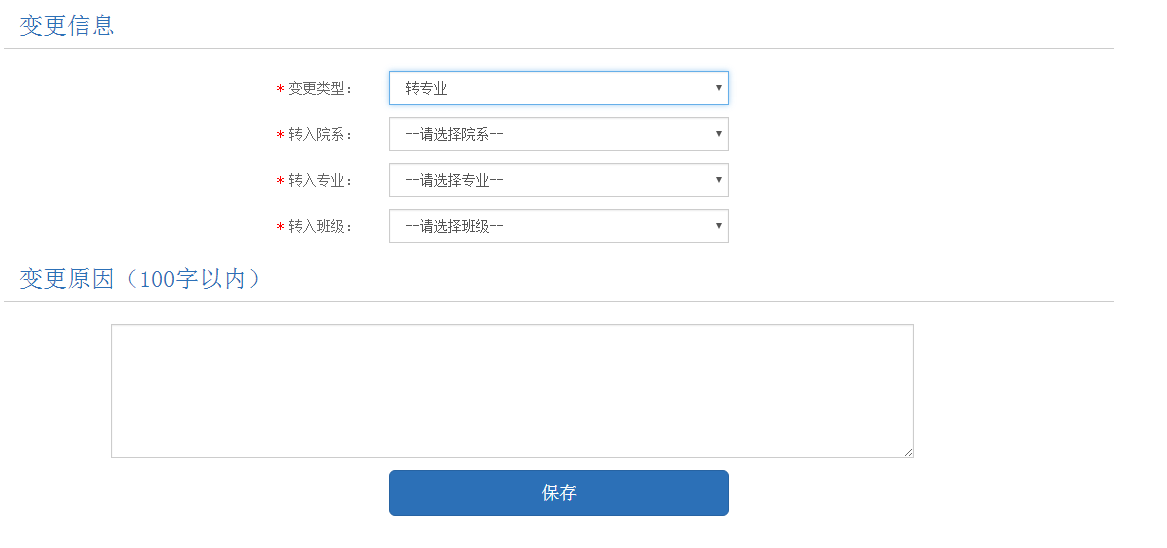 变更信息
*变更类型： 转专业
*转入院系： --请选择院系--
*转入专业： --请选择专业--
*转入班级： --请选择班级--
变更原因（100字以内）
保存